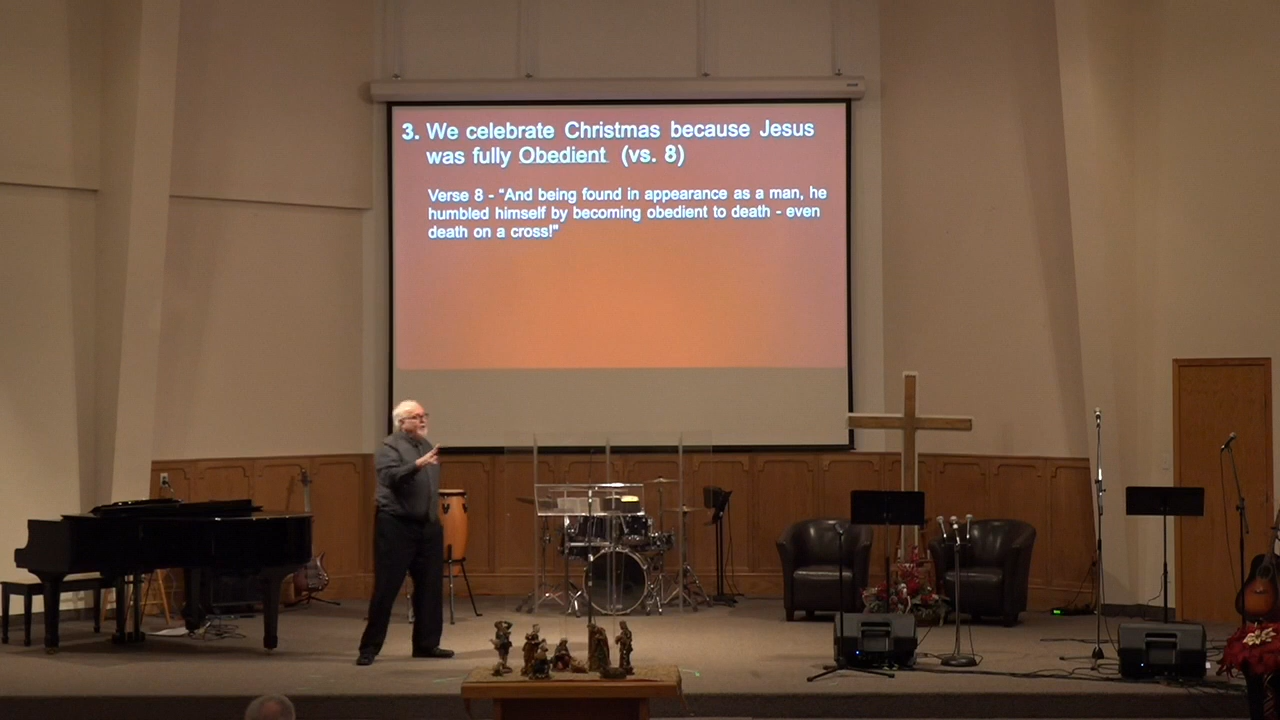 3. We celebrate Christmas because Jesus
was fully Obedient (vs. 8)
Verse 8 - "And being found in appearance as a man, he
humbled himself by becoming obedient to death - even
death on a cross!"